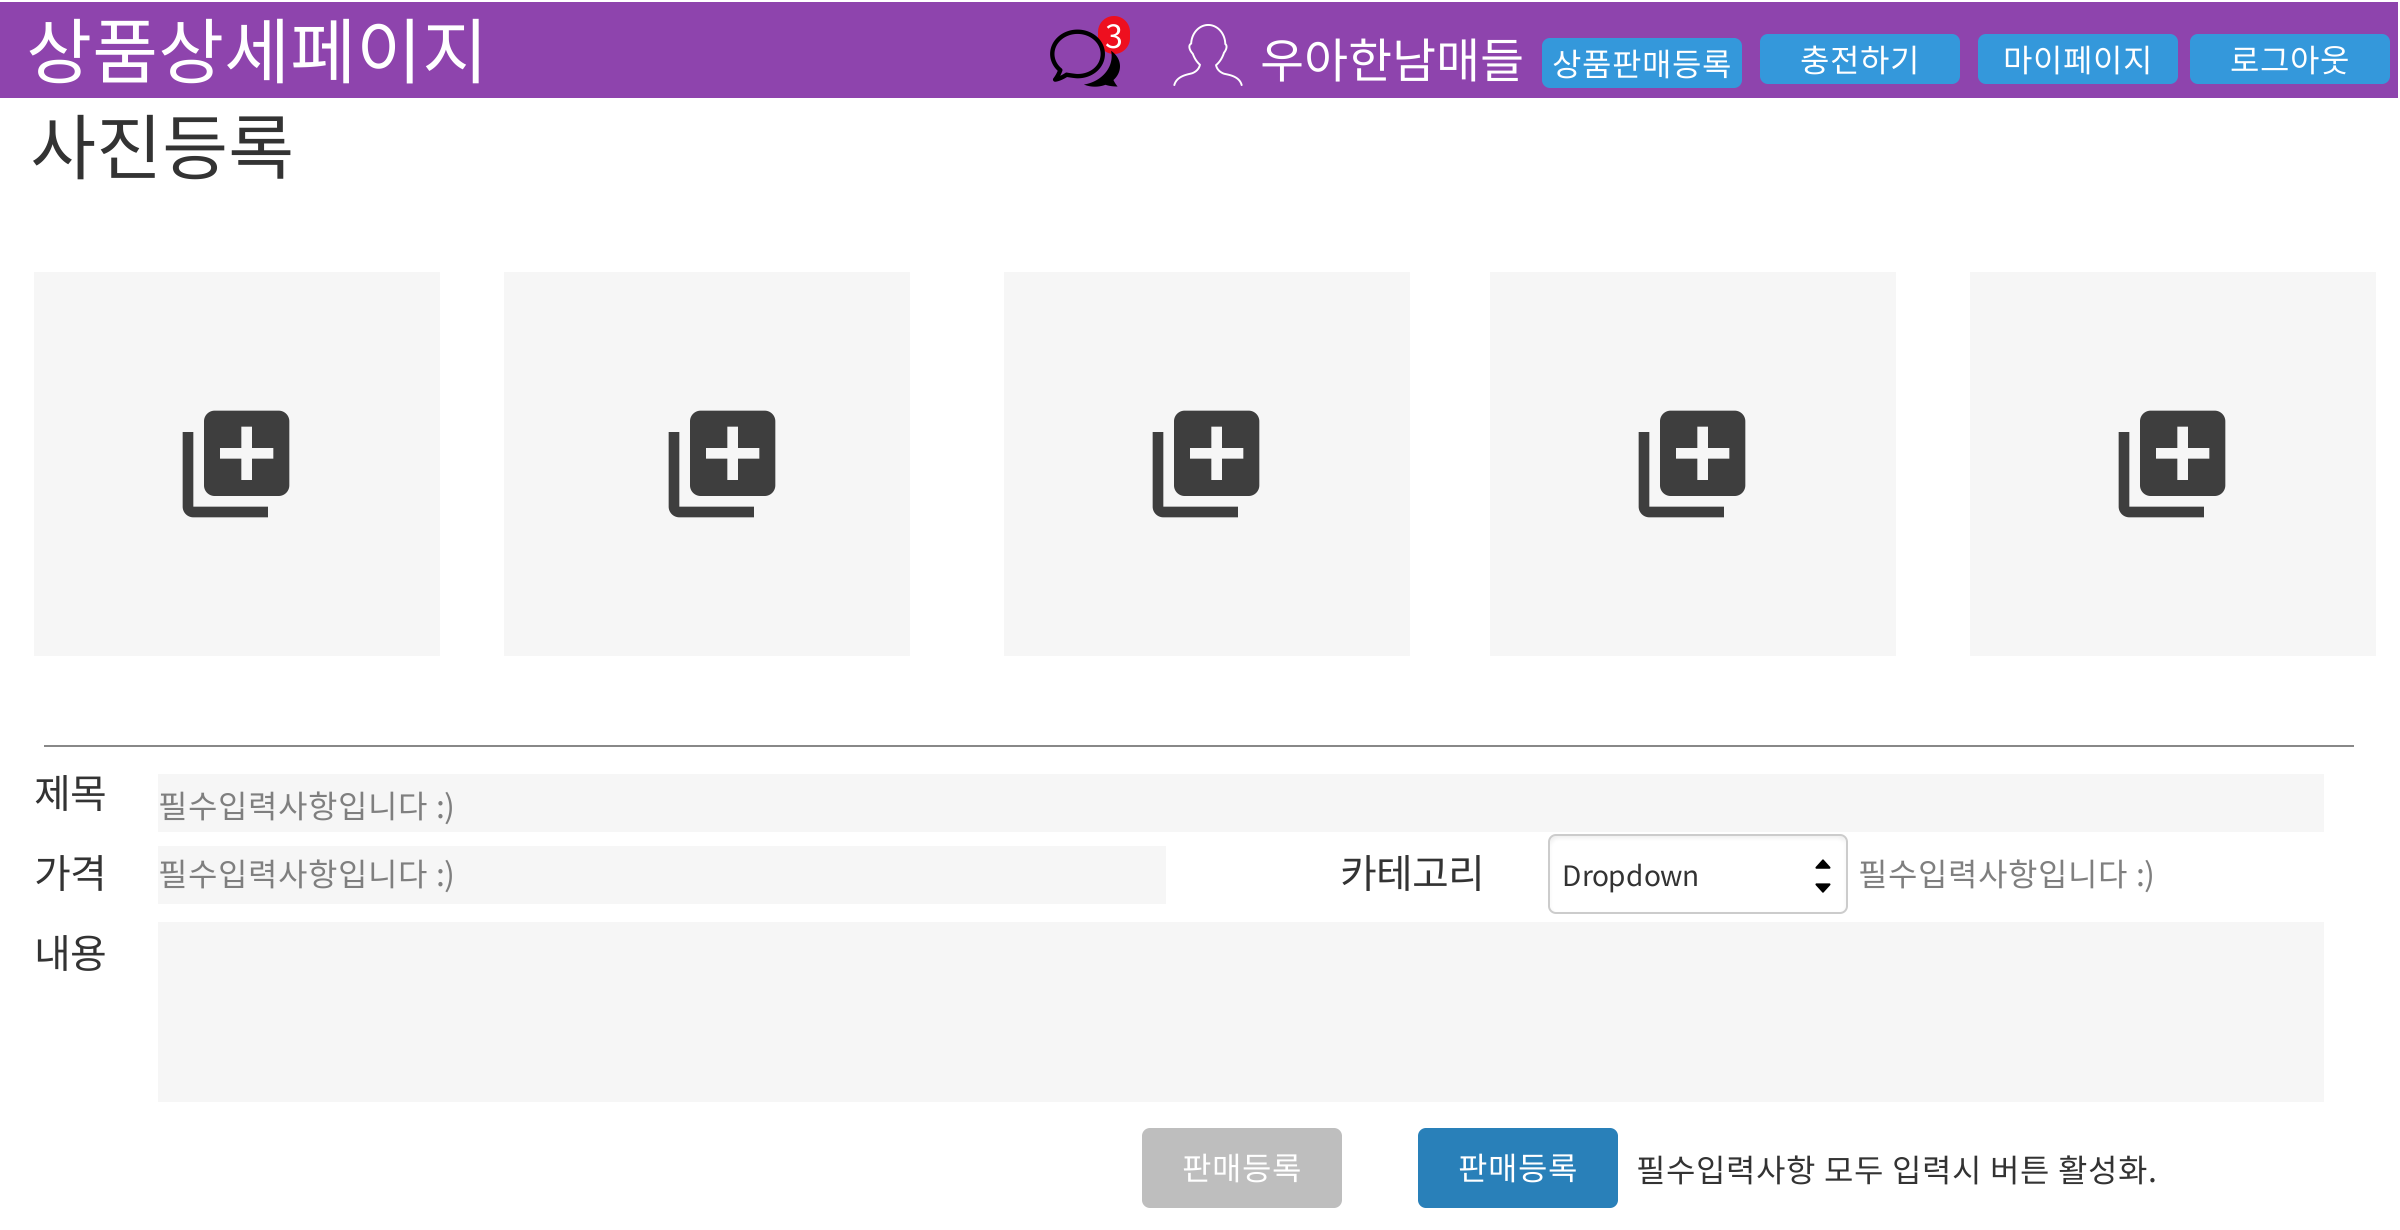 상품상세페이지
3
우아한남매들
상품판매등록
충전하기
마이페이지
로그아웃
사진등록
제목
필수입력사항입니다 :)
가격
필수입력사항입니다 :)
카테고리
Dropdown
필수입력사항입니다 :)
내용
판매등록
판매등록
필수입력사항 모두 입력시 버튼 활성화.